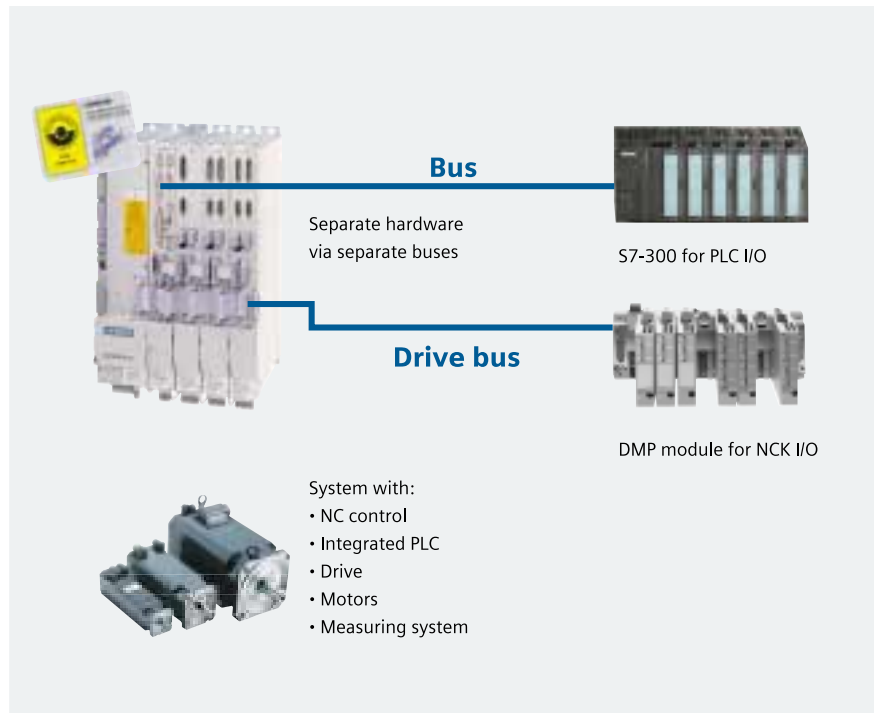 Bus
Separate hardware
via separate buses
S7-300 for PLC I/O
Drive bus
DMP module for NCK I/O
System with:
• NC control
• Integrated PLC
• Drive
• Motors
• Measuring system